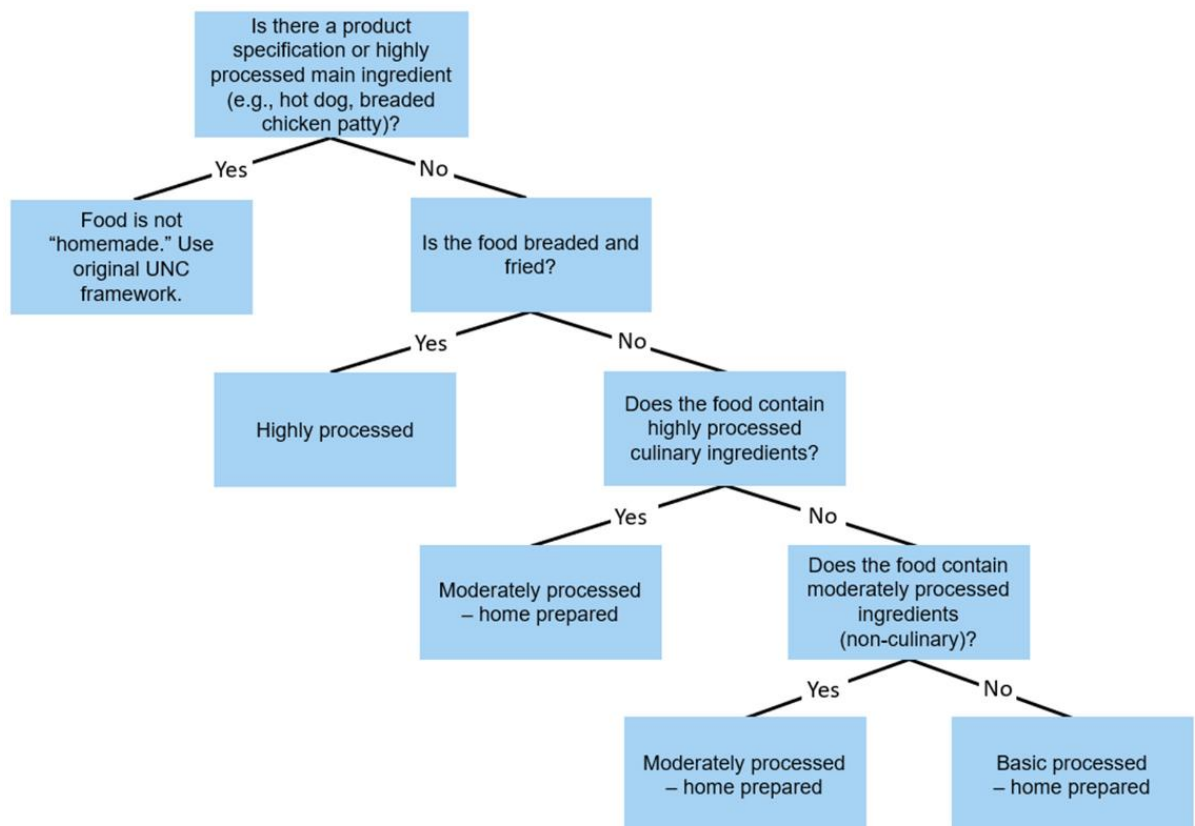 Is there a product
specification or highly
processed main ingredient
(e.g., hot dog, breaded
chicken patty)?
Yes
No
Food is not
“homemade.” Use
original UNC
framework.
Is the food breaded and
fried?
Yes
No
Highly processed
Does the food contain
highly processed
culinary ingredients?
Yes
No
Moderately processed
– home prepared
Does the food contain
moderately processed
ingredients
(non-culinary)?
Yes
No
Moderately processed
– home prepared
Basic processed
– home prepared